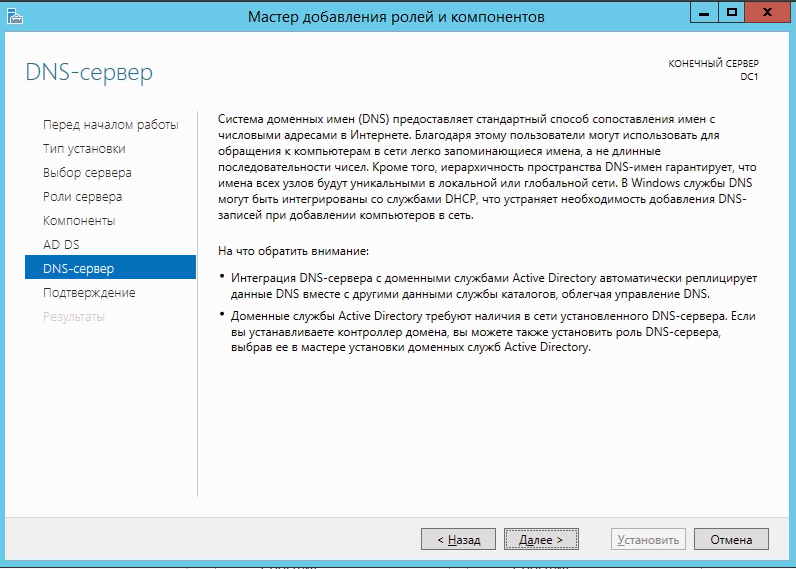 Мастер добавления ролей и компонентов
DNS-сервер
КОНЕЧНЫЙ СЕРВЕР
DC1
Перед началом работы
Тип установки
Выбор сервера
Роли сервера
Компоненты
AD DS
DNS-сервер
Подтверждение
Результаты
Система доменных имен (DNS) предоставляет стандартный способ сопоставления имен с
числовыми адресами в Интернете. Благодаря этому пользователи могут использовать для
обращения к компьютерам в сети легко запоминающиеся имена, а не длинные
последовательности чисел. Кроме того, иерархичность пространства DNS-имен гарантирует, что
имена всех узлов будут уникальными в локальной или глобальной сети. В Windows службы DNS
могут быть интегрированы со службами DHCP, что устраняет необходимость добавления DNS-
записей при добавлении компьютеров в сеть.
На что обратить внимание:
• Интеграция DNS-сервера с доменными службами Active Directory автоматически реплицирует
данные DNS вместе с другими данными службы каталогов, облегчая управление DNS.
• Доменные службы Active Directory требуют наличия в сети установленного DNS-сервера. Если
вы устанавливаете контроллер домена, вы можете также установить роль DNS-сервера,
выбрав ее в мастере установки доменных служб Active Directory.
< Назад
Далее >
Установить
Отмена